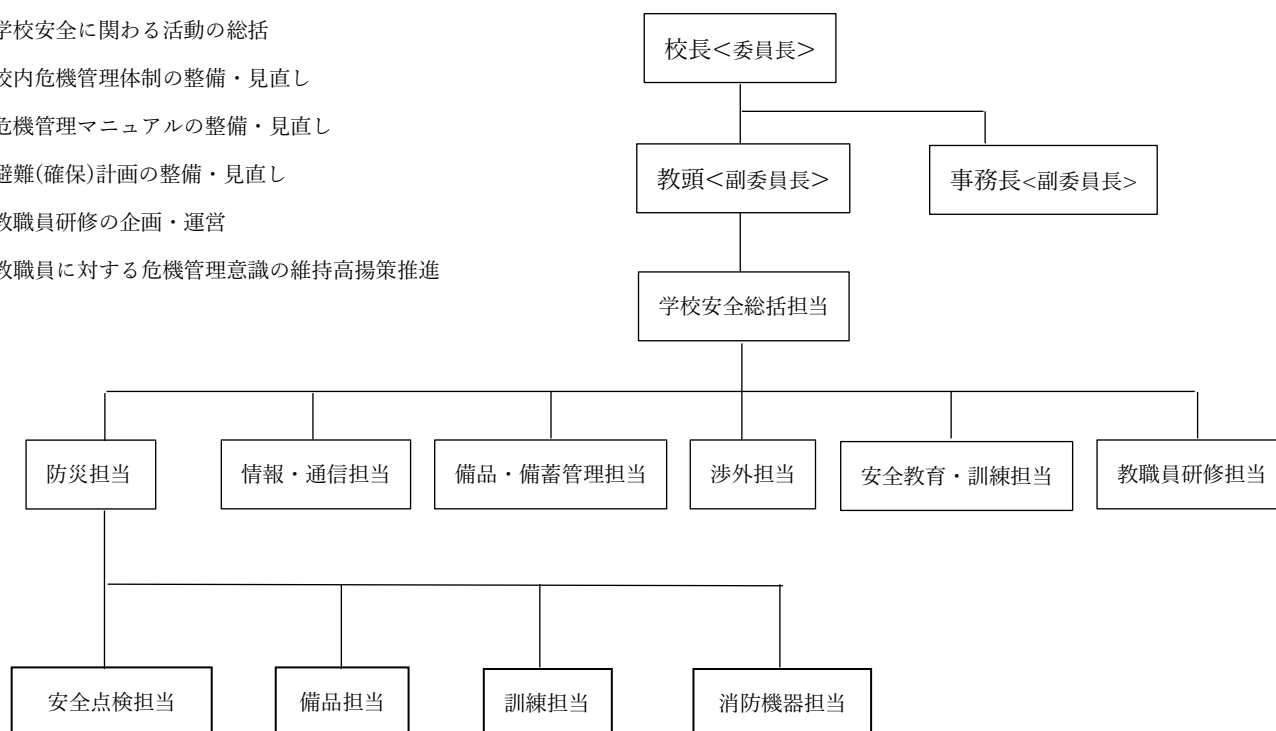 学校安全に関わる活動の総括
校内危機管理体制の整備・見直し
危機管理マニュアルの整備・見直し
避難(確保)計画の整備・見直し
教職員研修の企画・運営
教職員に対する危機管理意識の維持高揚策推進
校長<委員長>
教頭<副委員長>
事務長<副委員長>
学校安全総括担当
防災担当
情報・通信担当
備品・備蓄管理担当
渉外担当
安全教育・訓練担当
教職員研修担当
安全点検担当
備品担当
訓練担当
消防機器担当